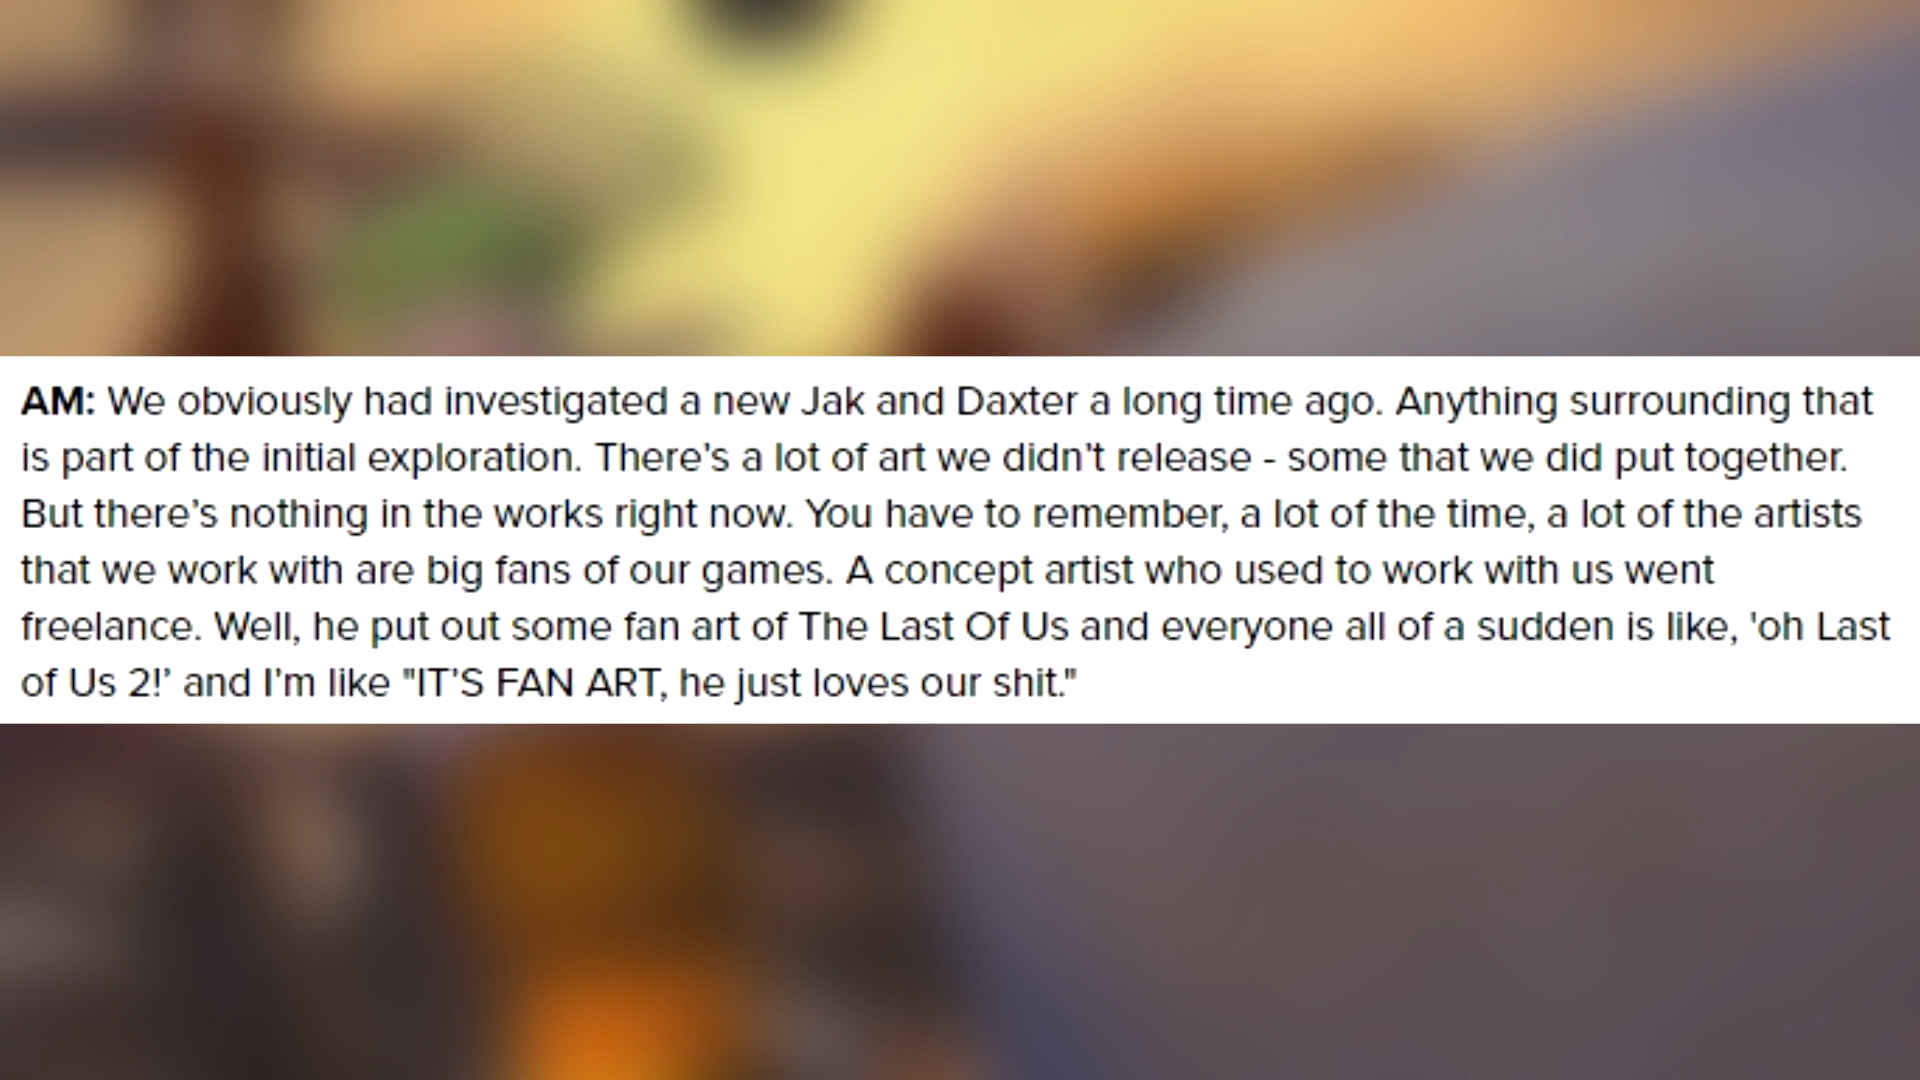 AM: We obviously had investigated a new Jak and Daxter a long time ago. Anything surrounding that
is part of the initial exploration. There's a lot of art we didn't release - some that we did put together.
But there’s nothing in the works right now. You have to remember, a lot of the time, a lot of the artists
that we work with are big fans of our games. A concept artist who used to work with us went
freelance. Well, he put out some fan art of The Last Of Us and everyone all of a sudden is like, 'oh Last
of Us 2!’ and I'm like "IT'S FAN ART, he just loves our shit."